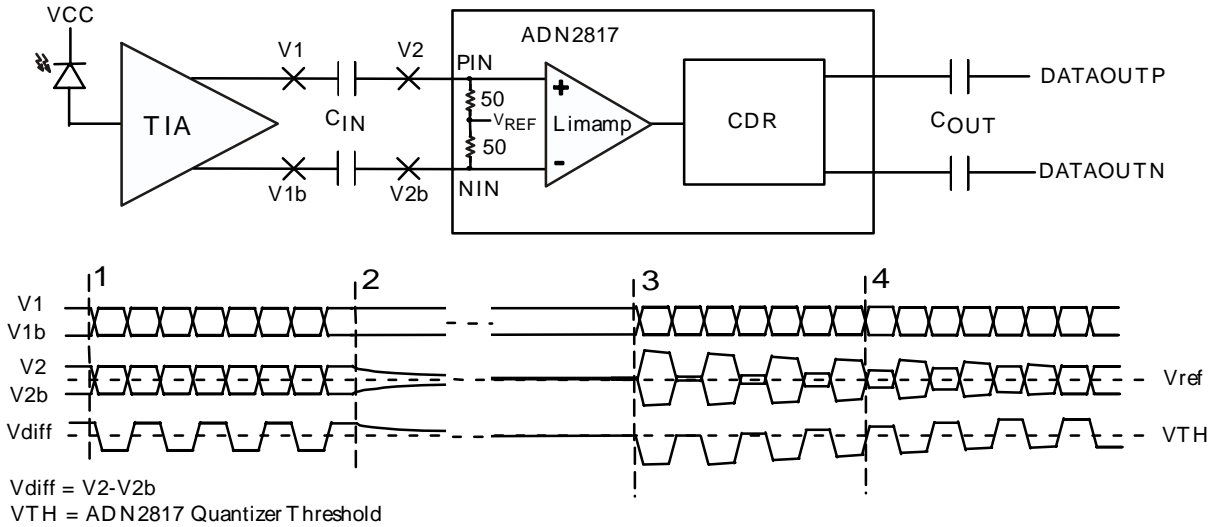 VCC
ADN2817
V1
V2
PIN
50
VREF
50
+
-
TIA
CIN
Limamp
CDR
COUT
DATAOUTP
V1b
V2b
NIN
DATAOUTN
1
2
3
4
V1
V1b
V2
V2b
Vref
Vdiff
VTH
Vdiff = V2-V2b
VTH = ADN2817 Quantizer Threshold